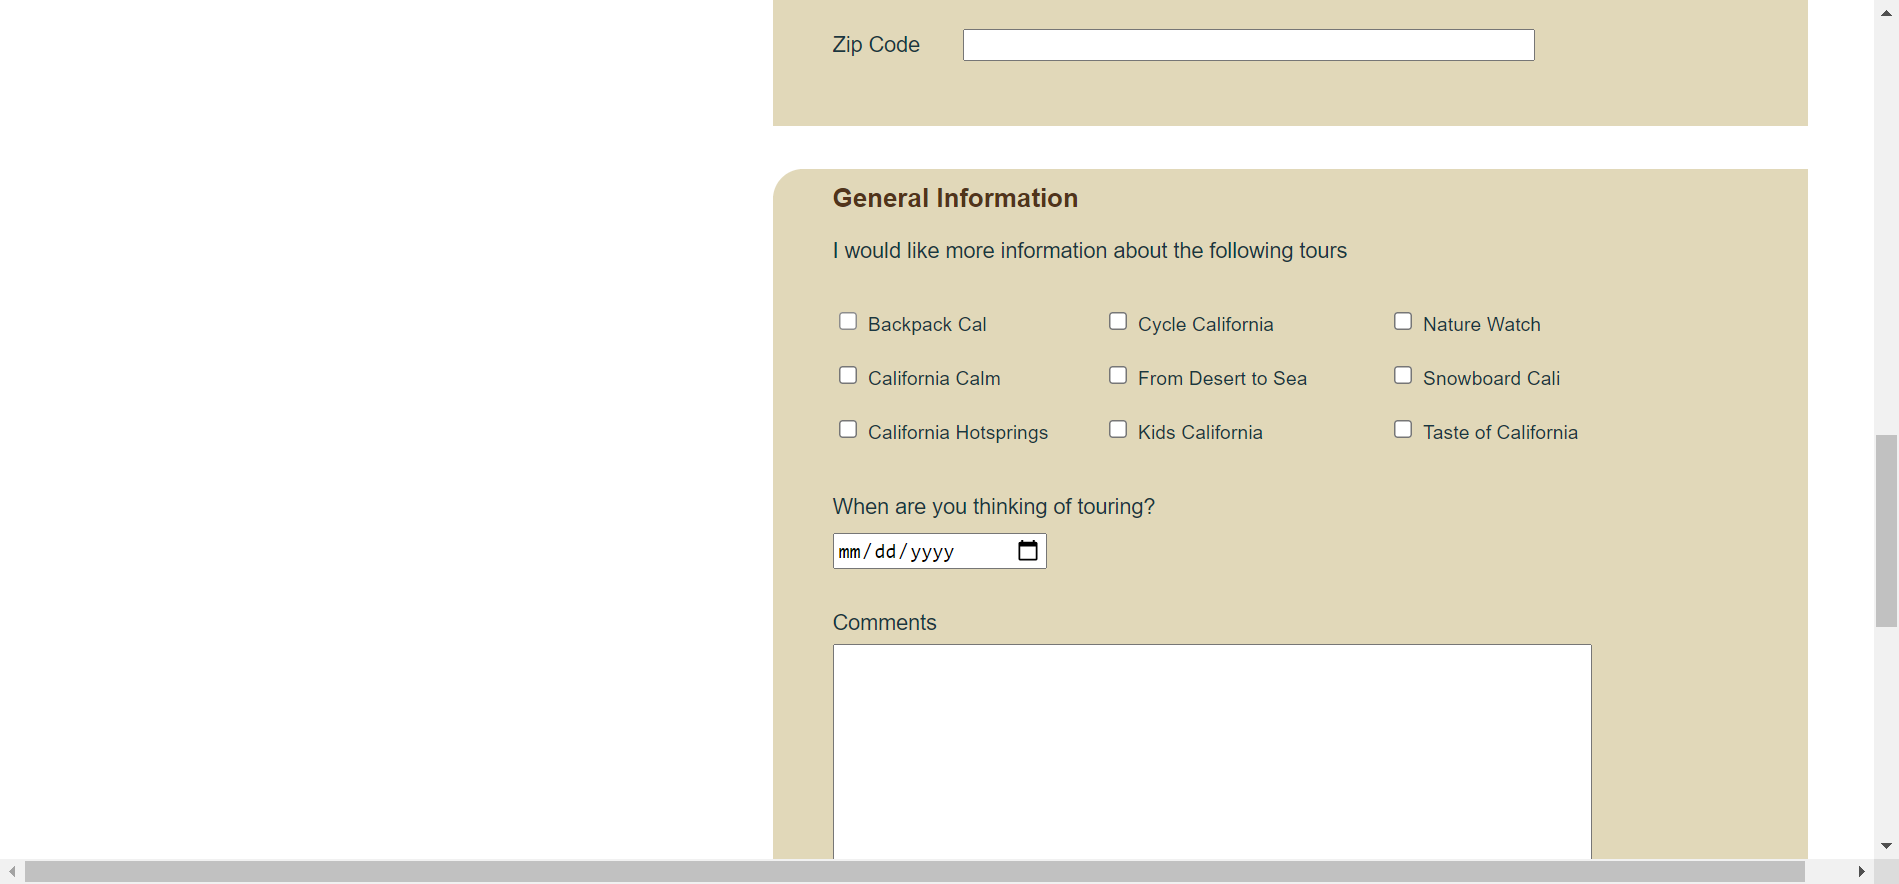 Zip Code
General Information
I would like more information about the following tours
Backpack Cal Cycle California Nature Watch
California Calm From Desert to Sea Snowboard Cali
California Hotsprings Kids California Taste of California
When are you thinking of touring?
mm/dd/yyyy
Comments